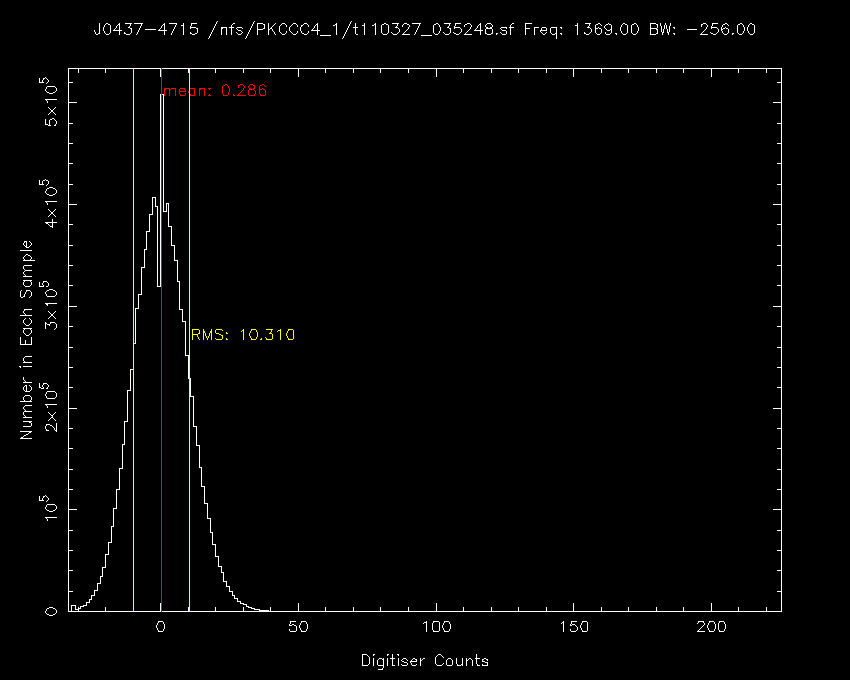 J0437-4715 /nfs/PKCCC4_1/t110327_035248.sf Freq: 1369.00 BW: -256.00
mean: 0.286
RMS: 10.310
Number in Each Sample
5×10⁵
4×10⁵
3×10⁵
2×10⁵
10⁵
0
0 50 100 150 200
Digitiser Counts